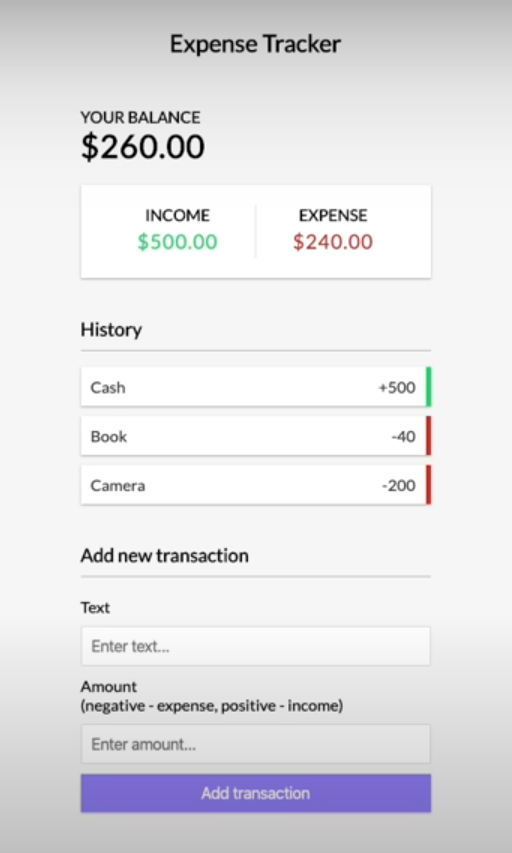 Expense Tracker
YOUR BALANCE
$260.00
INCOME EXPENSE
$500.00 $240.00
History
Cash +500
Book -40
Camera -200
Add new transaction
Text
Enter text...
Amount
(negative - expense, positive - income)
Enter amount...
Add transaction